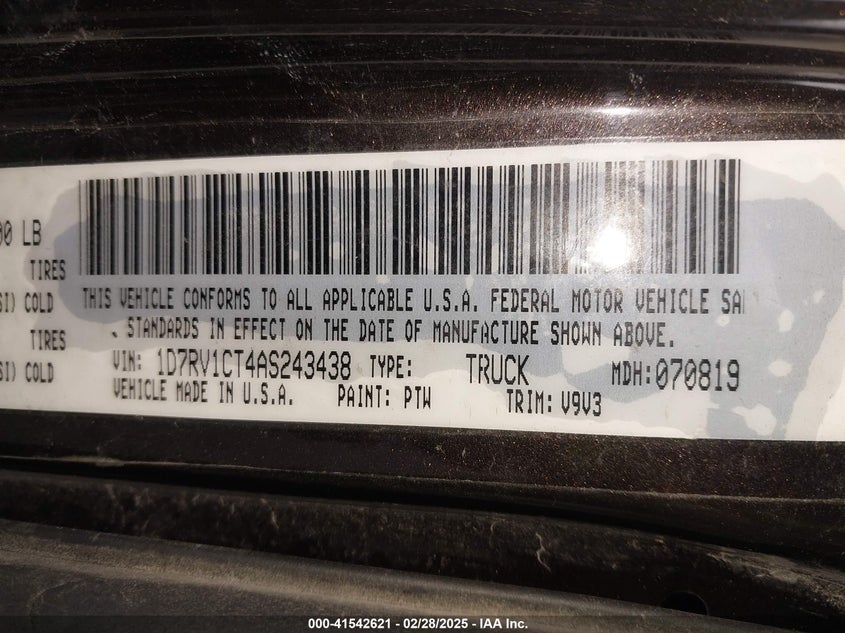 00 LB
TIRES
SI) COLD
TIRES
SI) COLD
THIS VEHICLE CONFORMS TO ALL APPLICABLE U.S.A. FEDERAL MOTOR VEHICLE SA
STANDARDS IN EFFECT ON THE DATE OF MANUFACTURE SHOWN ABOVE.
VIN: 1D7RV1CT4AS243438 TYPE: TRUCK MDH:070819
VEHICLE MADE IN U.S.A. PAINT: PTW TRIM: V9V3
000-41542621 - 02/28/2025 - IAA Inc.